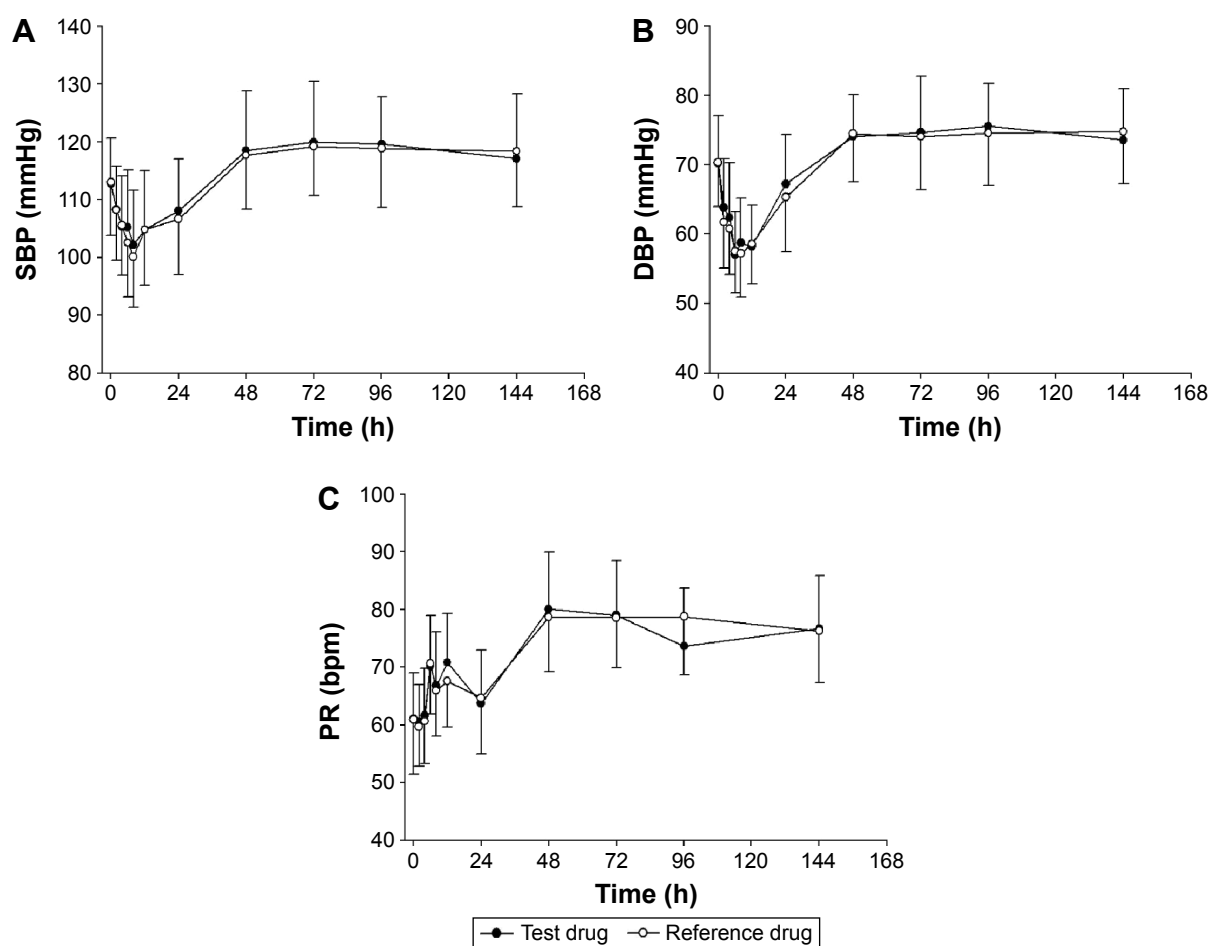 A
SBP (mmHg)
140
130
120
110
100
90
80
0 24 48 72 96 120 144 168
Time (h)
B
DBP (mmHg)
90
80
70
60
50
40
0 24 48 72 96 120 144 168
Time (h)
C
PR (bpm)
100
90
80
70
60
50
40
0 24 48 72 96 120 144 168
Time (h)
Test drug Reference drug